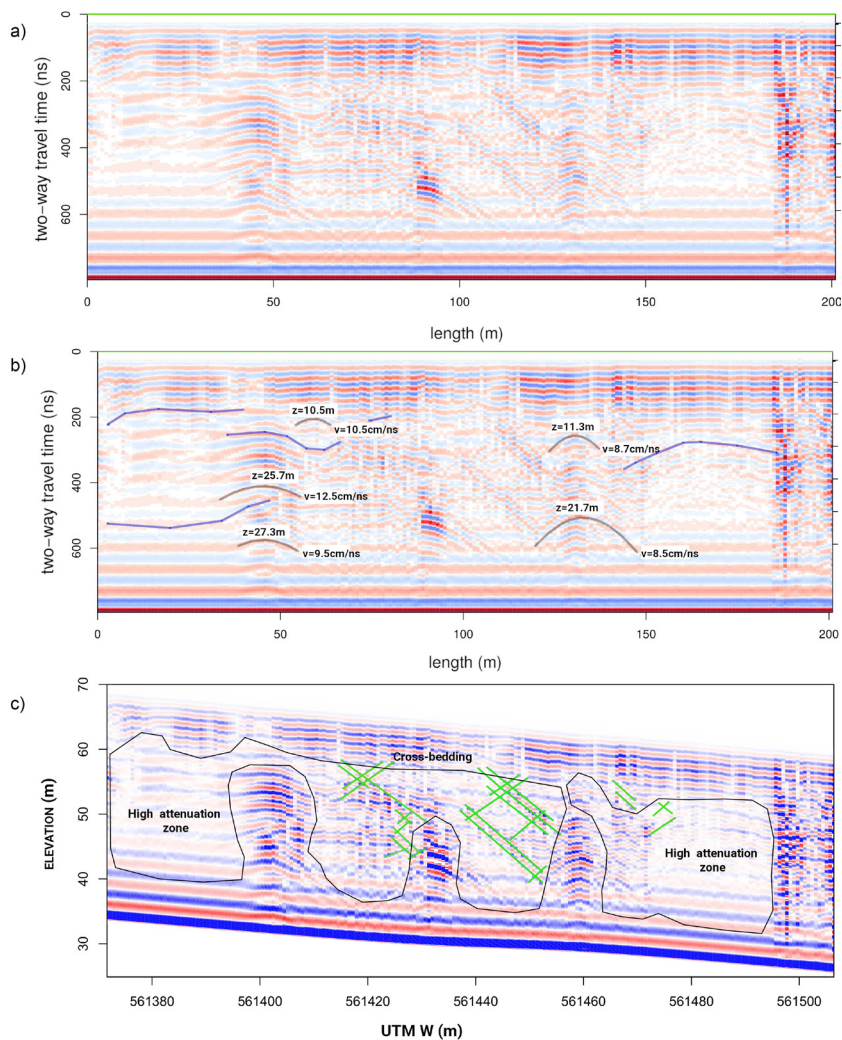 a)
0
200
400
600
two−way travel time (ns)
0
50
100
150
200
length (m)
b)
0
200
400
600
two−way travel time (ns)
z=10.5m
v=10.5cm/ns
z=11.3m
v=8.7cm/ns
z=25.7m
v=12.5cm/ns
z=21.7m
z=27.3m
v=9.5cm/ns
v=8.5cm/ns
0
50
100
150
200
length (m)
c)
70
60
50
40
30
ELEVATION (m)
Cross-bedding
High attenuation
zone
High attenuation
zone
561380
561400
561420
561440
561460
561480
561500
UTM W (m)